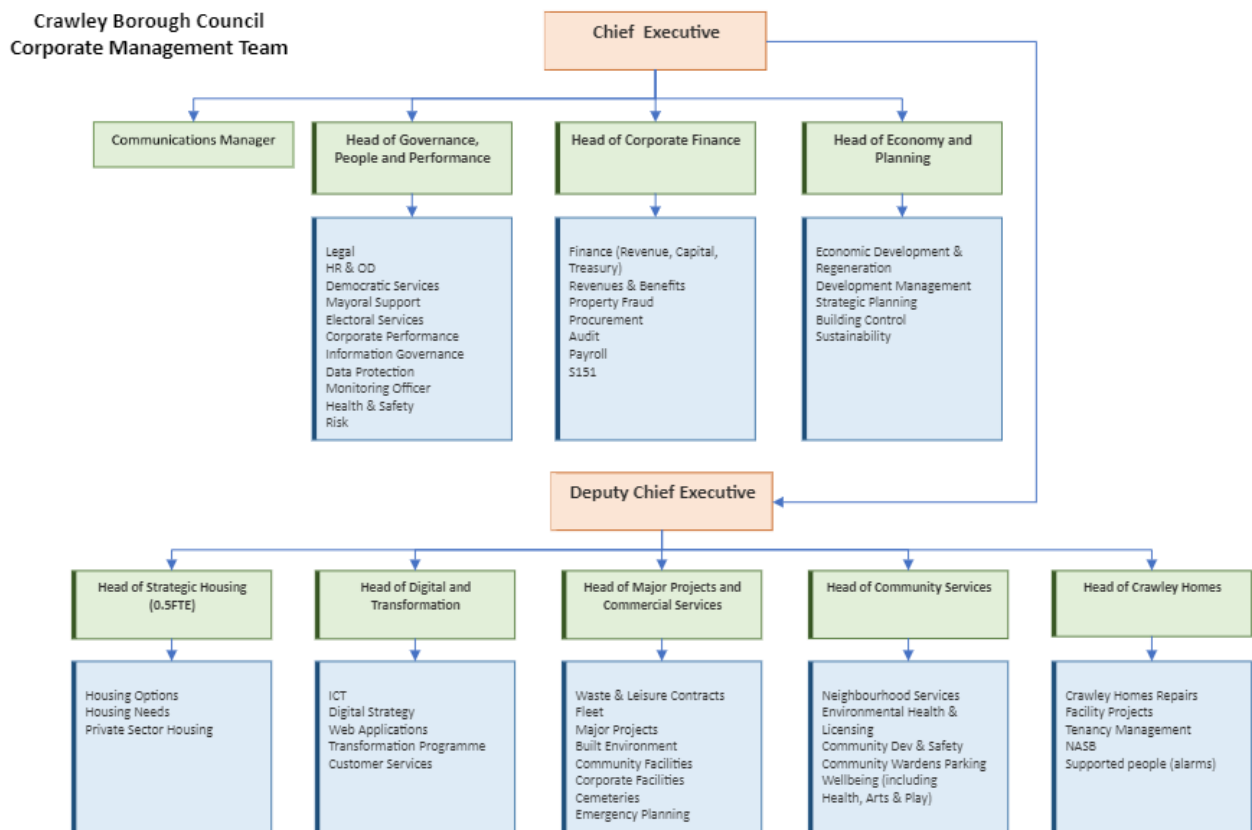 Crawley Borough Council
Corporate Management Team
Chief Executive
Communications Manager
Head of Governance,
People and Performance
Head of Corporate Finance
Head of Economy and
Planning
Legal
HR & OD
Democratic Services
Mayoral Support
Electoral Services
Corporate Performance
Information Governance
Data Protection
Monitoring Officer
Health & Safety
Risk
Finance (Revenue, Capital,
Treasury)
Revenues & Benefits
Property Fraud
Procurement
Audit
Payroll
S151
Economic Development &
Regeneration
Development Management
Strategic Planning
Building Control
Sustainability
Deputy Chief Executive
Head of Strategic Housing
(0.5FTE)
Head of Digital and
Transformation
Head of Major Projects and
Commercial Services
Head of Community Services
Head of Crawley Homes
Housing Options
Housing Needs
Private Sector Housing
ICT
Digital Strategy
Web Applications
Transformation Programme
Customer Services
Waste & Leisure Contracts
Fleet
Major Projects
Built Environment
Community Facilities
Corporate Facilities
Cemeteries
Emergency Planning
Neighbourhood Services
Environmental Health &
Licensing
Community Dev & Safety
Community Wardens Parking
Wellbeing (including
Health, Arts & Play)
Crawley Homes Repairs
Facility Projects
Tenancy Management
NASB
Supported people (alarms)